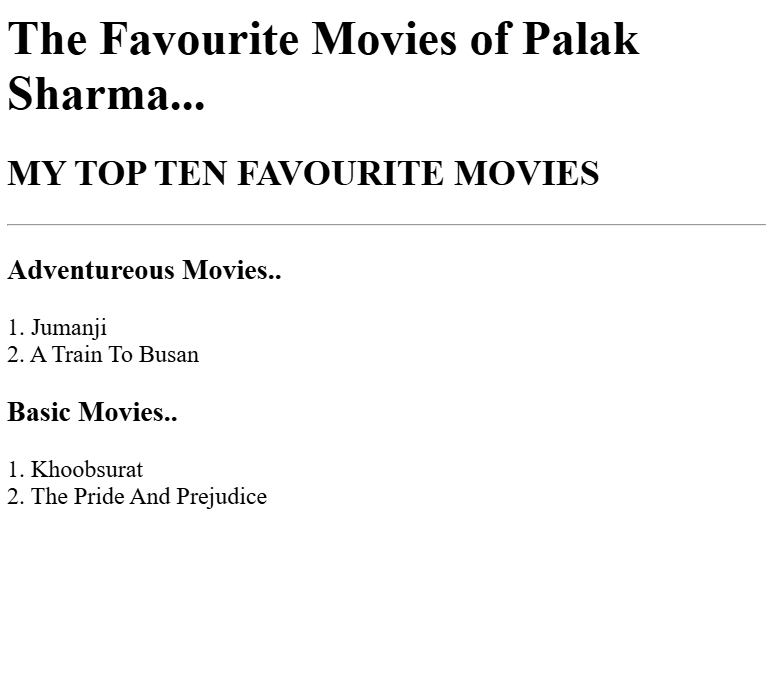 The Favourite Movies of Palak
Sharma...
MY TOP TEN FAVOURITE MOVIES
Adventureous Movies..
1. Jumanji
2. A Train To Busan
Basic Movies..
1. Khoobsurat
2. The Pride And Prejudice